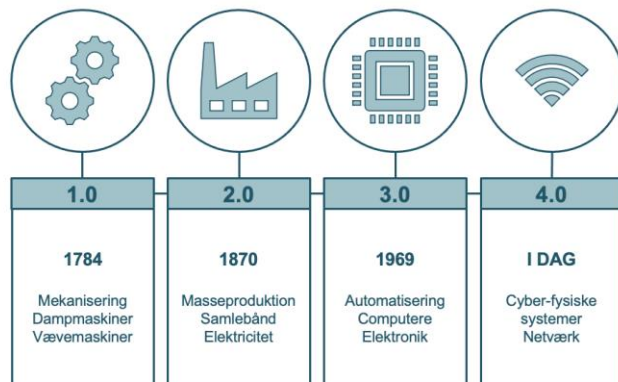 1.0
1784
Mekanisering
Dampmaskiner
Vævemaskiner
2.0
1870
Masseproduktion
Samlebånd
Elektricitet
3.0
1969
Automatisering
Computere
Elektronik
4.0
I DAG
Cyber-fysiske
systemer
Netværk